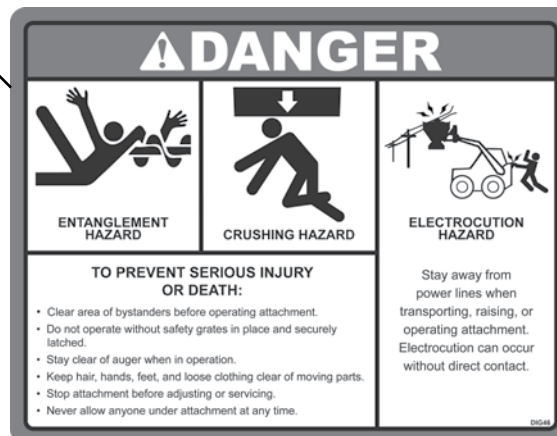 DANGER
ENTANGLEMENT
HAZARD
CRUSHING HAZARD
ELECTROCUTION
HAZARD
TO PREVENT SERIOUS INJURY
OR DEATH:
• Clear area of bystanders before operating attachment.
• Do not operate without safety grates in place and securely
latched.
• Stay clear of auger when in operation.
• Keep hair, hands, feet, and loose clothing clear of moving parts.
• Stop attachment before adjusting or servicing.
• Never allow anyone under attachment at any time.
Stay away from
power lines when
transporting, raising, or
operating attachment.
Electrocution can occur
without direct contact.
DIG46